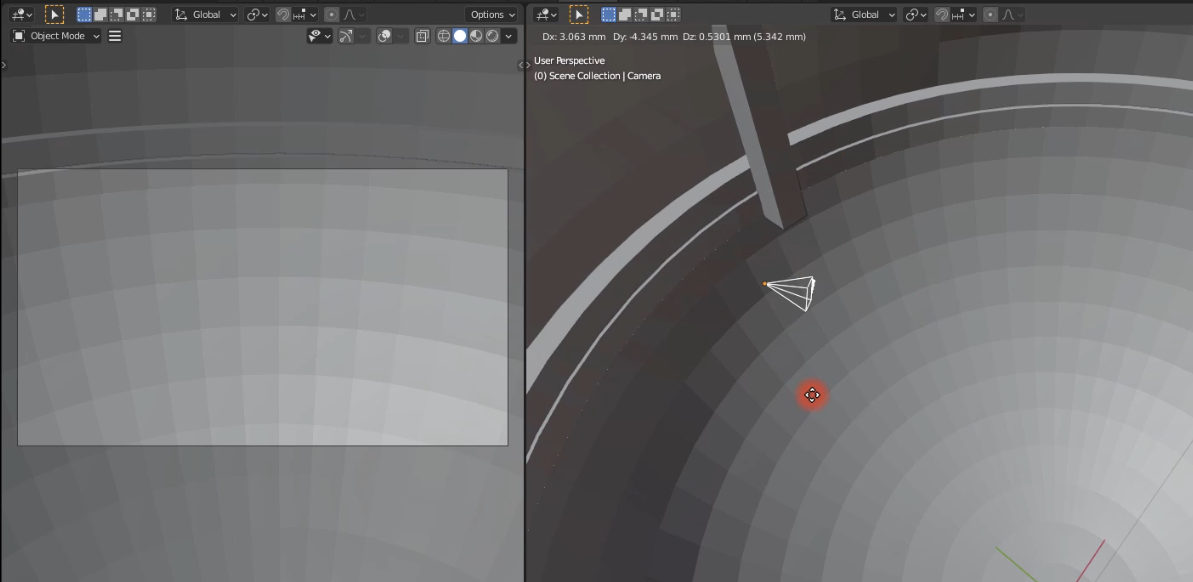 Global
Options
Global
Object Mode
Dx: 3.063 mm Dy: -4.345 mm Dz: 0.5301 mm (5.342 mm)
User Perspective
(0) Scene Collection | Camera